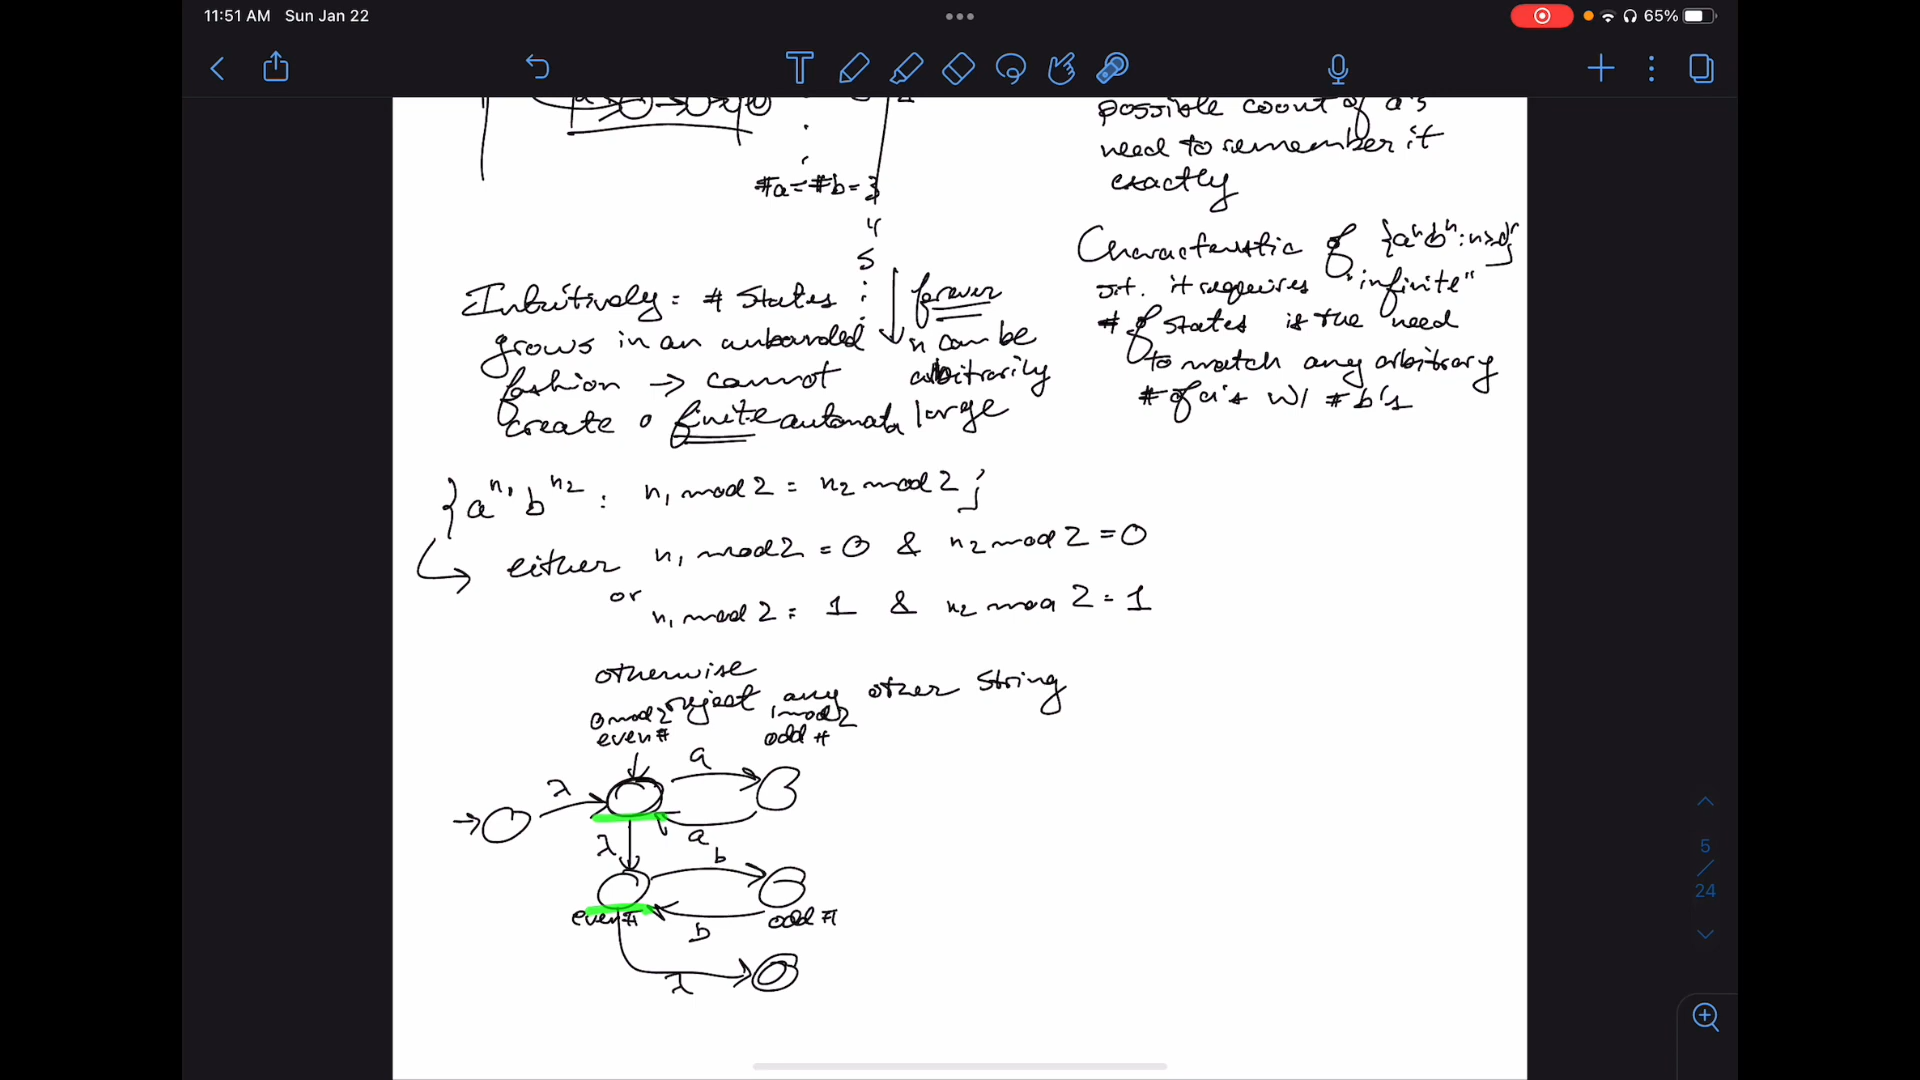 11:51 AM Sun Jan 22
65%
possible count of a's
need to remember it
exactly
#a = #b = 3
4
5
Characteristic of {aⁿbⁿ : n≥0}
s.t. it requires "infinite"
# of states is the need
to match any arbitrary
# of a's w/ # b's
Intuitively: # states
grows in an unbounded
fashion → cannot
create a finite automata
forever
n can be
arbitrarily
large
{a^n₁ b^n₂ : n₁ mod 2 = n₂ mod 2}
either n₁ mod 2 = 0 & n₂ mod 2 = 0
or n₁ mod 2 = 1 & n₂ mod 2 = 1
otherwise
reject any other string
0 mod 2 1 mod 2
even # odd #
a
λ
a
λ
b
even # odd #
b
λ
5
/
24